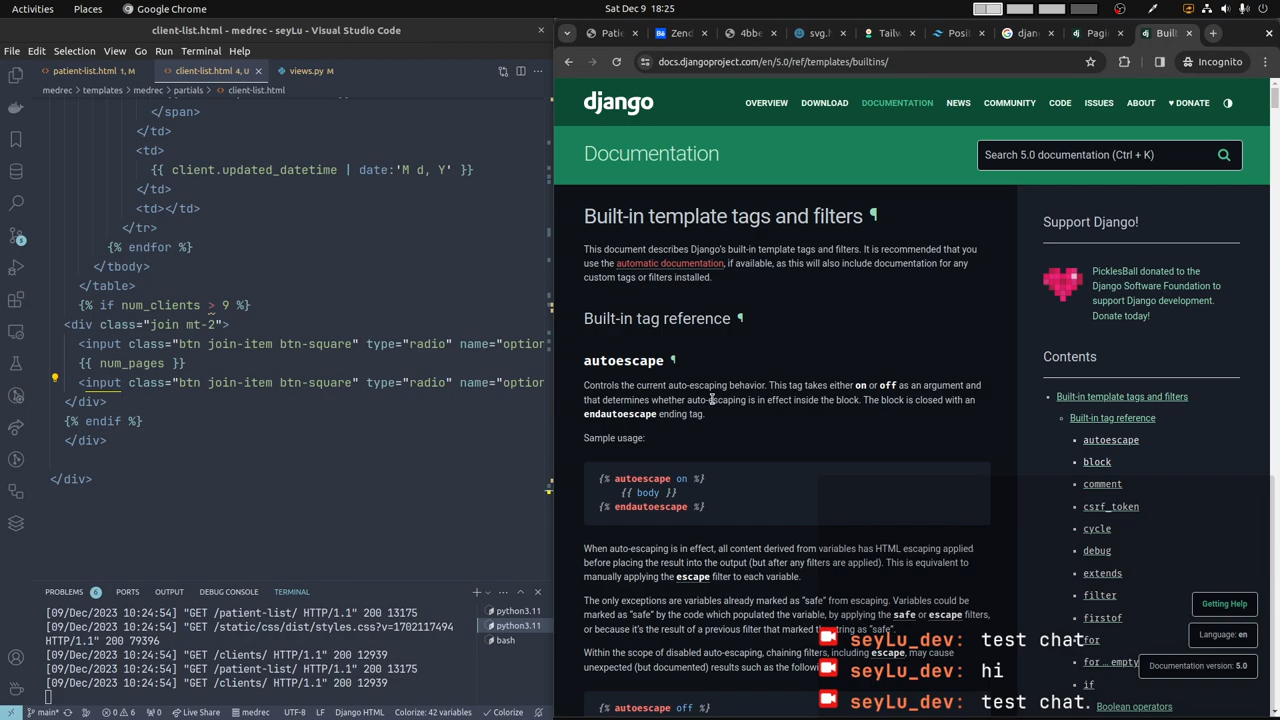 Activities
Places
Google Chrome
Sat Dec 9 18:25
client-list.html - medrec - seyLu - Visual Studio Code
File Edit Selection View Go Run Terminal Help
patient-list.html 1, M
client-list.html 4, U
views.py M
medrec > templates > medrec > partials > client-list.html
</span>
</td>
<td>
{{ client.updated_datetime | date:'M d, Y' }}
</td>
<td></td>
</tr>
{% endfor %}
</tbody>
</table>
{% if num_clients > 9 %}
<div class="join mt-2">
<input class="btn join-item btn-square" type="radio" name="option
{{ num_pages }}
<input class="btn join-item btn-square" type="radio" name="option
</div>
{% endif %}
</div>
</div>
PROBLEMS 6 PORTS OUTPUT DEBUG CONSOLE TERMINAL
[09/Dec/2023 10:24:54] "GET /patient-list/ HTTP/1.1" 200 13175
[09/Dec/2023 10:24:54] "GET /static/css/dist/styles.css?v=1702117494
HTTP/1.1" 200 79396
[09/Dec/2023 10:24:54] "GET /clients/ HTTP/1.1" 200 12939
[09/Dec/2023 10:24:54] "GET /patient-list/ HTTP/1.1" 200 13175
[09/Dec/2023 10:24:54] "GET /clients/ HTTP/1.1" 200 12939
python3.11
python3.11
bash
main* 0 6 0 Live Share medrec UTF-8 LF Django HTML Colorize: 42 variables Colorize
Patie
Zend
4bbe
svg.h
Tailw
Posit
djan
Pagin
Built
docs.djangoproject.com/en/5.0/ref/templates/builtins/
Incognito
django
OVERVIEW DOWNLOAD DOCUMENTATION NEWS COMMUNITY CODE ISSUES ABOUT ♥ DONATE
Documentation
Search 5.0 documentation (Ctrl + K)
Built-in template tags and filters ¶
This document describes Django's built-in template tags and filters. It is recommended that you
use the automatic documentation, if available, as this will also include documentation for any
custom tags or filters installed.
Built-in tag reference ¶
autoescape ¶
Controls the current auto-escaping behavior. This tag takes either on or off as an argument and
that determines whether auto-escaping is in effect inside the block. The block is closed with an
endautoescape ending tag.
Sample usage:
{% autoescape on %}
{{ body }}
{% endautoescape %}
When auto-escaping is in effect, all content derived from variables has HTML escaping applied
before placing the result into the output (but after any filters are applied). This is equivalent to
manually applying the escape filter to each variable.
The only exceptions are variables already marked as “safe” from escaping. Variables could be
marked as “safe” by the code which populated the variable, by applying the safe or escape filters,
or because it's the result of a previous filter that marked the string as “safe”.
Within the scope of disabled auto-escaping, chaining filters, including escape, may cause
unexpected (but documented) results such as the following
{% autoescape off %}
Support Django!
PicklesBall donated to the
Django Software Foundation to
support Django development.
Donate today!
Contents
Built-in template tags and filters
Built-in tag reference
autoescape
block
comment
csrf_token
cycle
debug
extends
filter
firstof
for
for … empty
if
Boolean operators
Getting Help
Language: en
Documentation version: 5.0
seyLu_dev: test chat
seyLu_dev: hi
seyLu_dev: test chat.